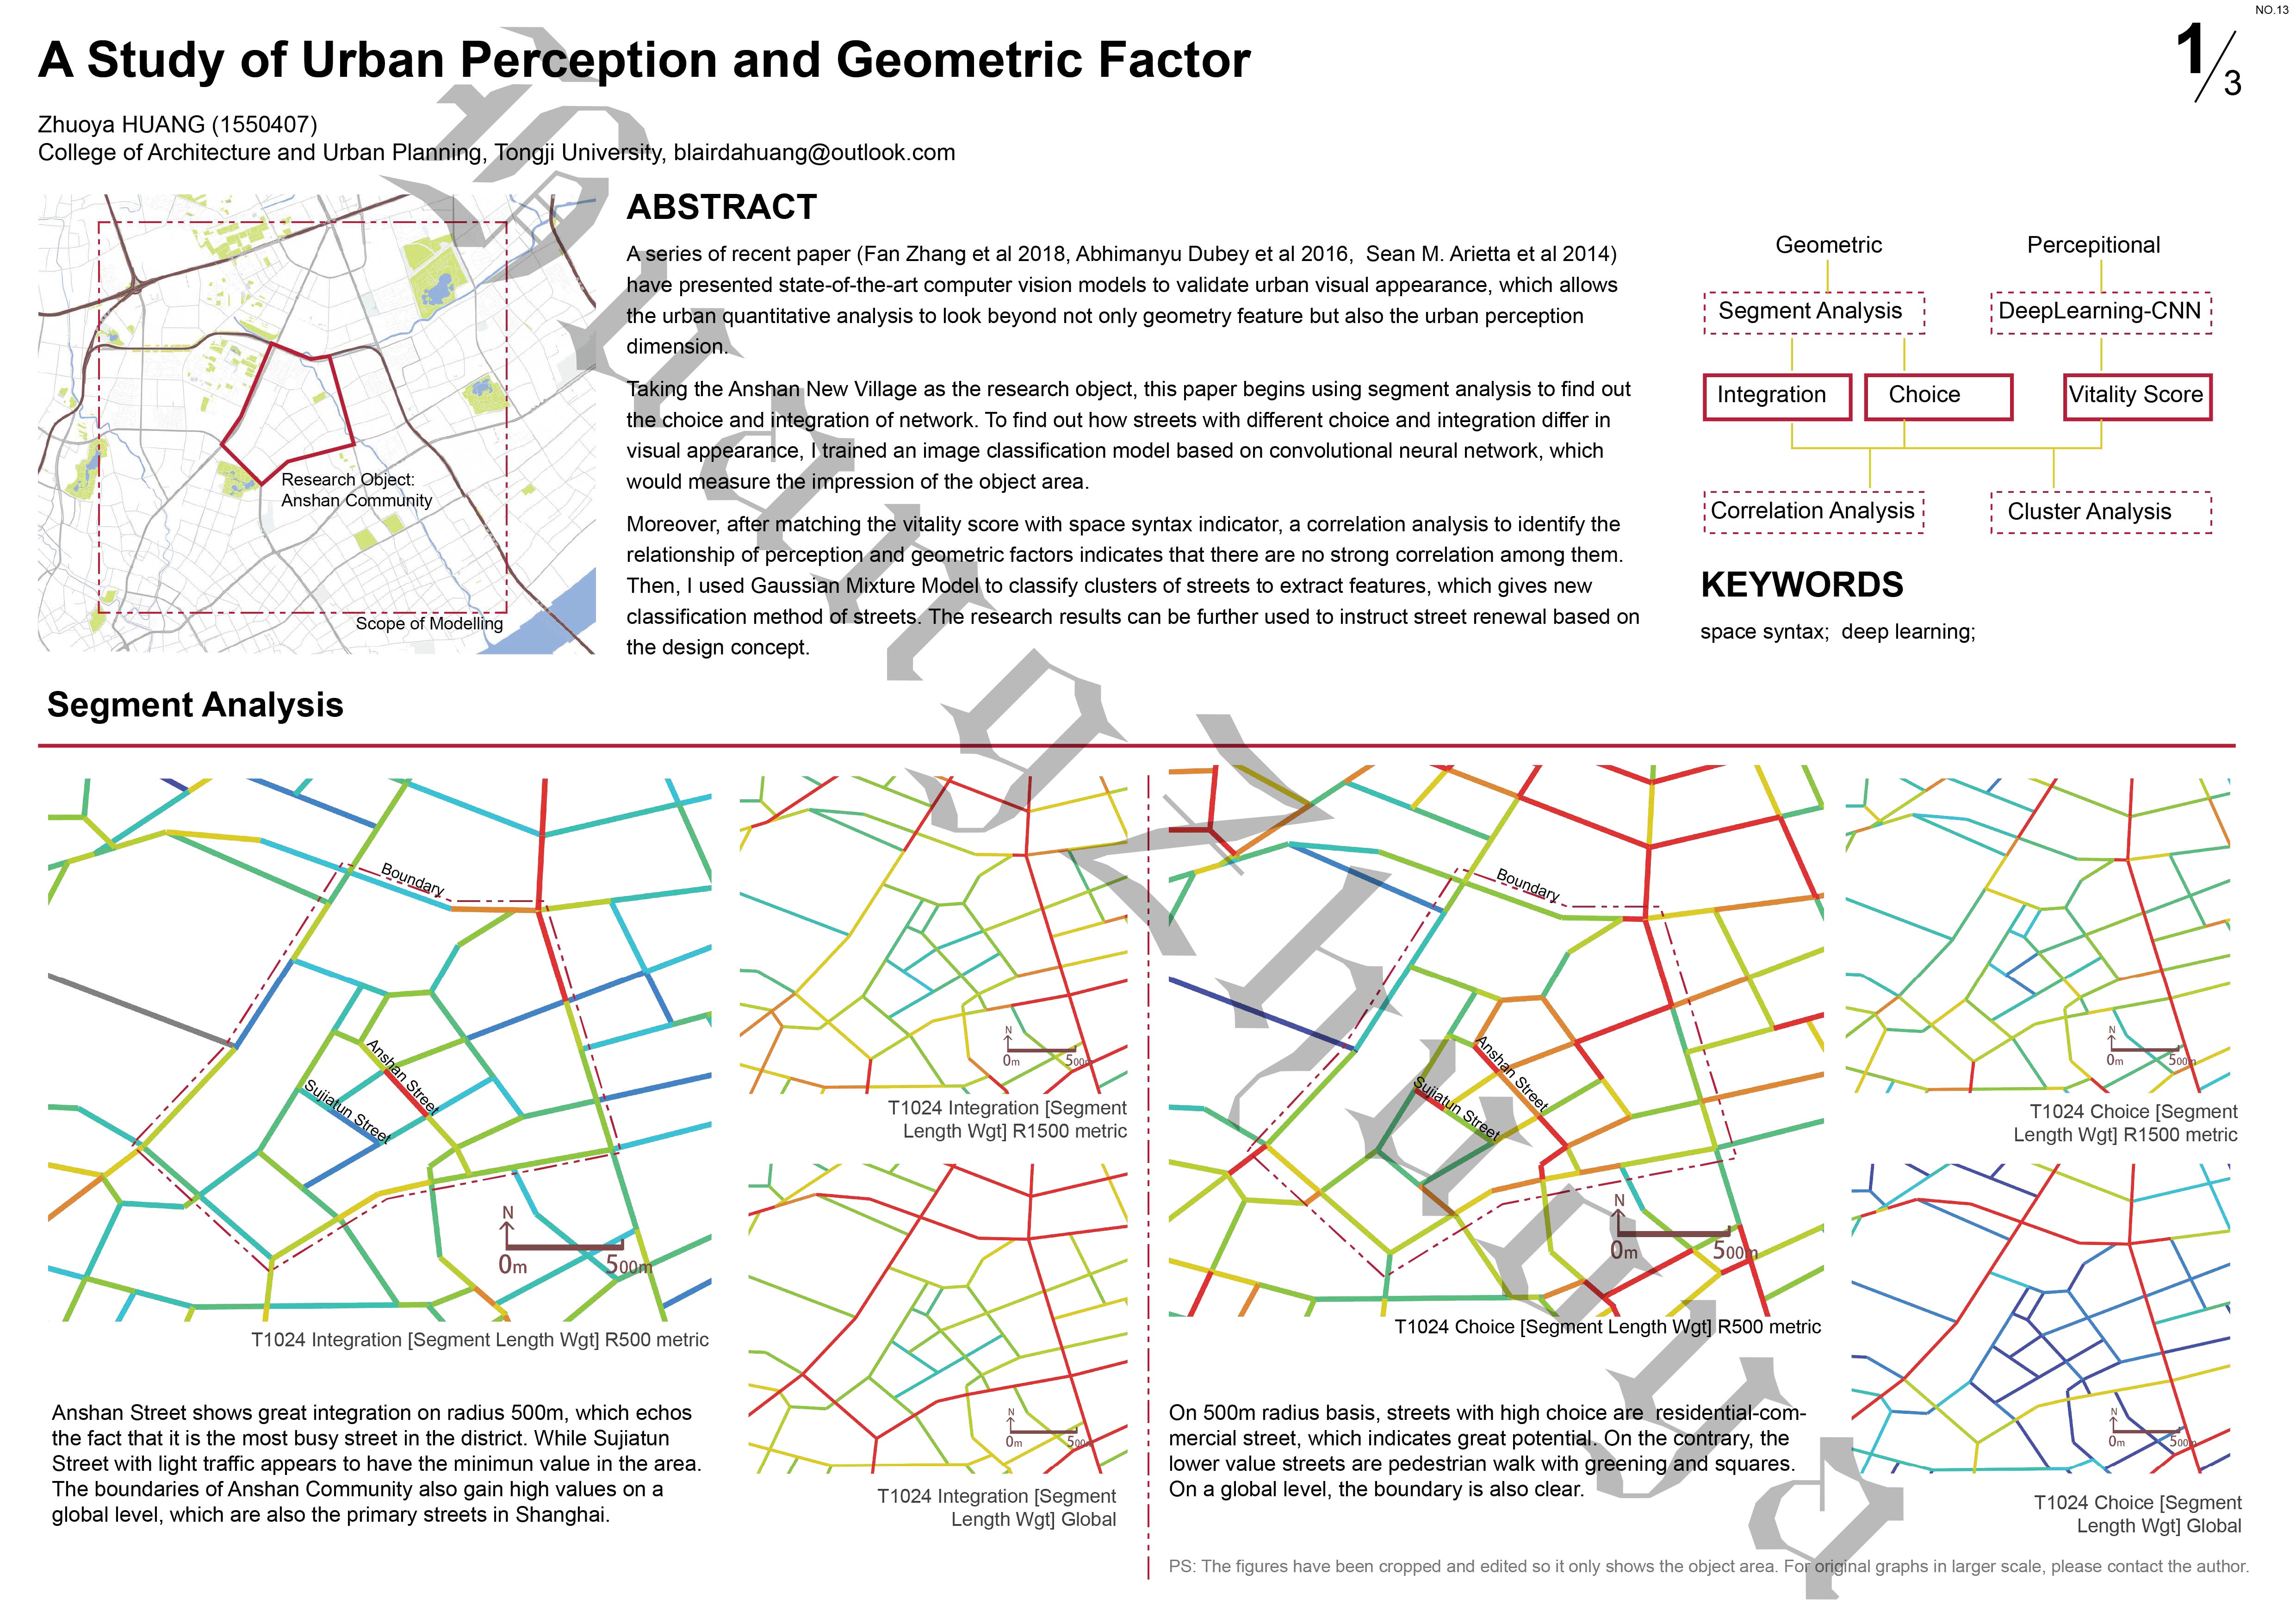 NO.13
A Study of Urban Perception and Geometric Factor
1/3
Zhuoya HUANG (1550407)
College of Architecture and Urban Planning, Tongji University, blairdahuang@outlook.com
Research Object:
Anshan Community
Scope of Modelling
ABSTRACT
A series of recent paper (Fan Zhang et al 2018, Abhimanyu Dubey et al 2016, Sean M. Arietta et al 2014)
have presented state-of-the-art computer vision models to validate urban visual appearance, which allows
the urban quantitative analysis to look beyond not only geometry feature but also the urban perception
dimension.
Taking the Anshan New Village as the research object, this paper begins using segment analysis to find out
the choice and integration of network. To find out how streets with different choice and integration differ in
visual appearance, I trained an image classification model based on convolutional neural network, which
would measure the impression of the object area.
Moreover, after matching the vitality score with space syntax indicator, a correlation analysis to identify the
relationship of perception and geometric factors indicates that there are no strong correlation among them.
Then, I used Gaussian Mixture Model to classify clusters of streets to extract features, which gives new
classification method of streets. The research results can be further used to instruct street renewal based on
the design concept.
Geometric
Percepitional
Segment Analysis
DeepLearning-CNN
Integration
Choice
Vitality Score
Correlation Analysis
Cluster Analysis
KEYWORDS
space syntax; deep learning;
Segment Analysis
Boundary
Anshan Street
Sujiatun Street
N
0m
500m
T1024 Integration [Segment Length Wgt] R500 metric
Anshan Street shows great integration on radius 500m, which echos
the fact that it is the most busy street in the district. While Sujiatun
Street with light traffic appears to have the minimun value in the area.
The boundaries of Anshan Community also gain high values on a
global level, which are also the primary streets in Shanghai.
N
0m
500m
T1024 Integration [Segment
Length Wgt] R1500 metric
N
0m
500m
T1024 Integration [Segment
Length Wgt] Global
Boundary
Anshan Street
Sujiatun Street
N
0m
500m
T1024 Choice [Segment Length Wgt] R500 metric
On 500m radius basis, streets with high choice are residential-com-
mercial street, which indicates great potential. On the contrary, the
lower value streets are pedestrian walk with greening and squares.
On a global level, the boundary is also clear.
N
0m
500m
T1024 Choice [Segment
Length Wgt] R1500 metric
N
0m
500m
T1024 Choice [Segment
Length Wgt] Global
PS: The figures have been cropped and edited so it only shows the object area. For original graphs in larger scale, please contact the author.